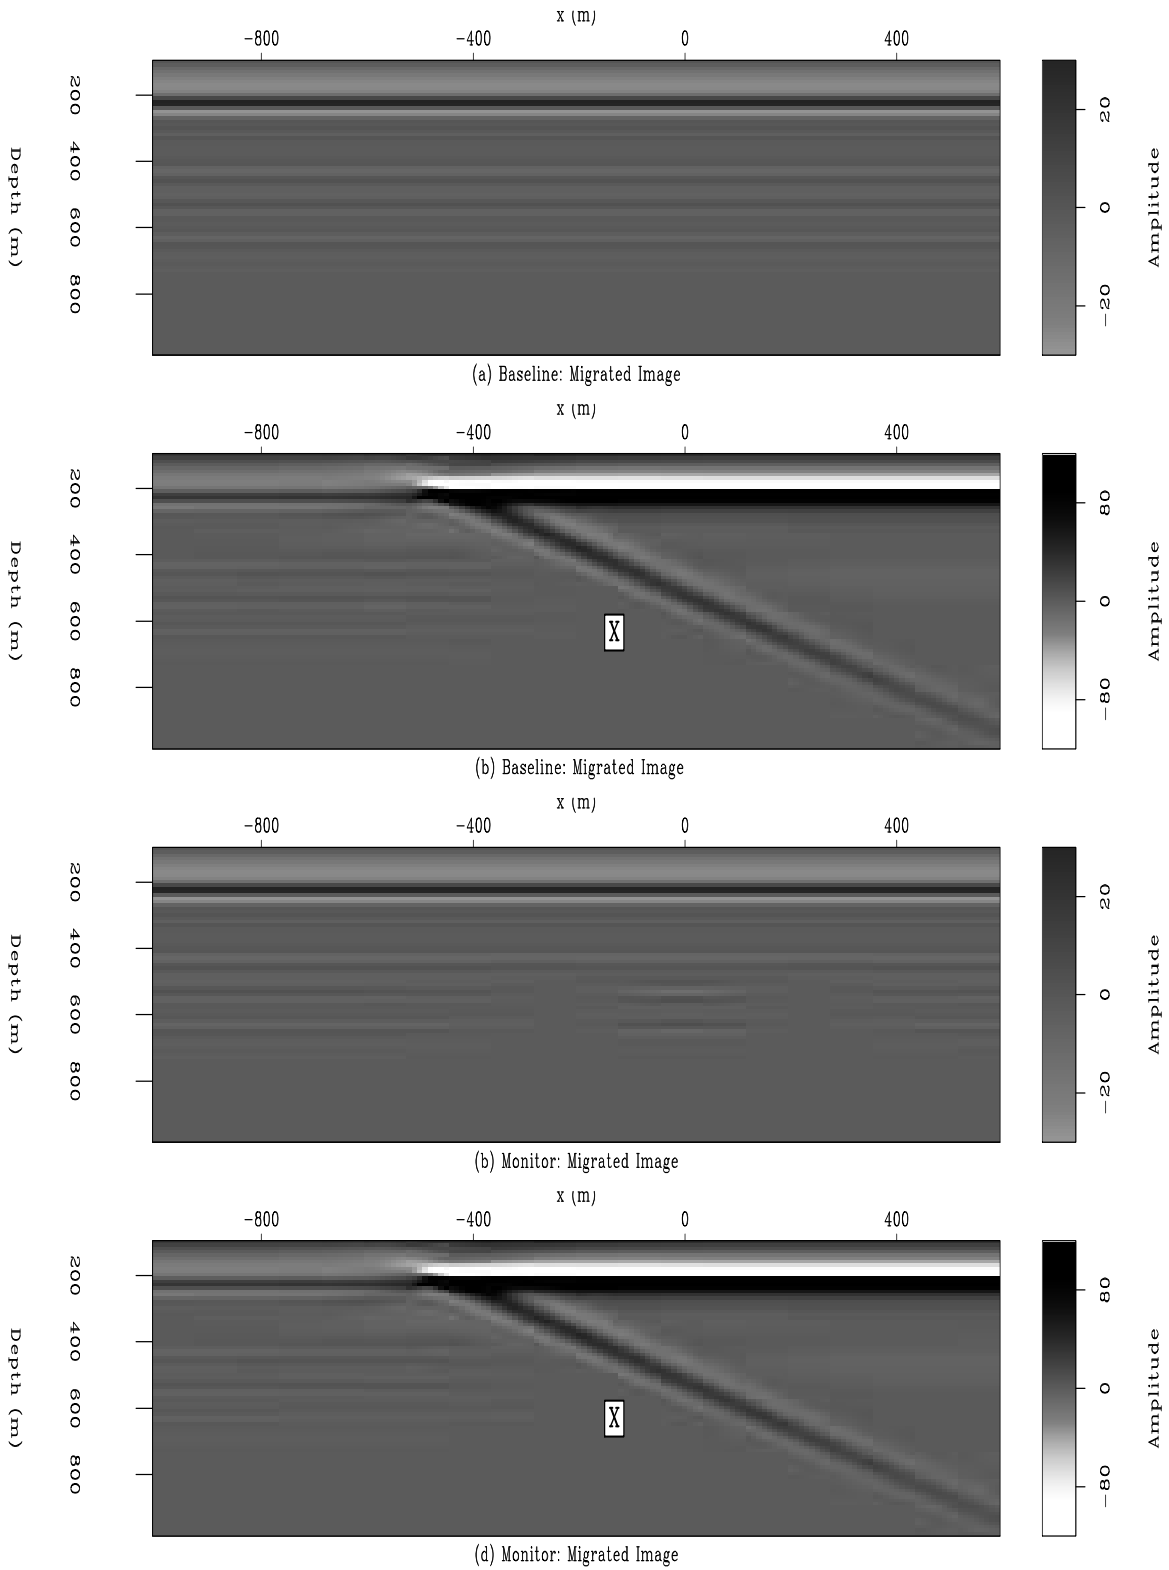 x (m)
-800 -400 0 400
200 400 600 800
Depth (m)
20 0 -20
Amplitude
(a) Baseline: Migrated Image
x (m)
-800 -400 0 400
200 400 600 800
Depth (m)
80 0 -80
Amplitude
X
(b) Baseline: Migrated Image
x (m)
-800 -400 0 400
200 400 600 800
Depth (m)
20 0 -20
Amplitude
(b) Monitor: Migrated Image
x (m)
-800 -400 0 400
200 400 600 800
Depth (m)
80 0 -80
Amplitude
X
(d) Monitor: Migrated Image